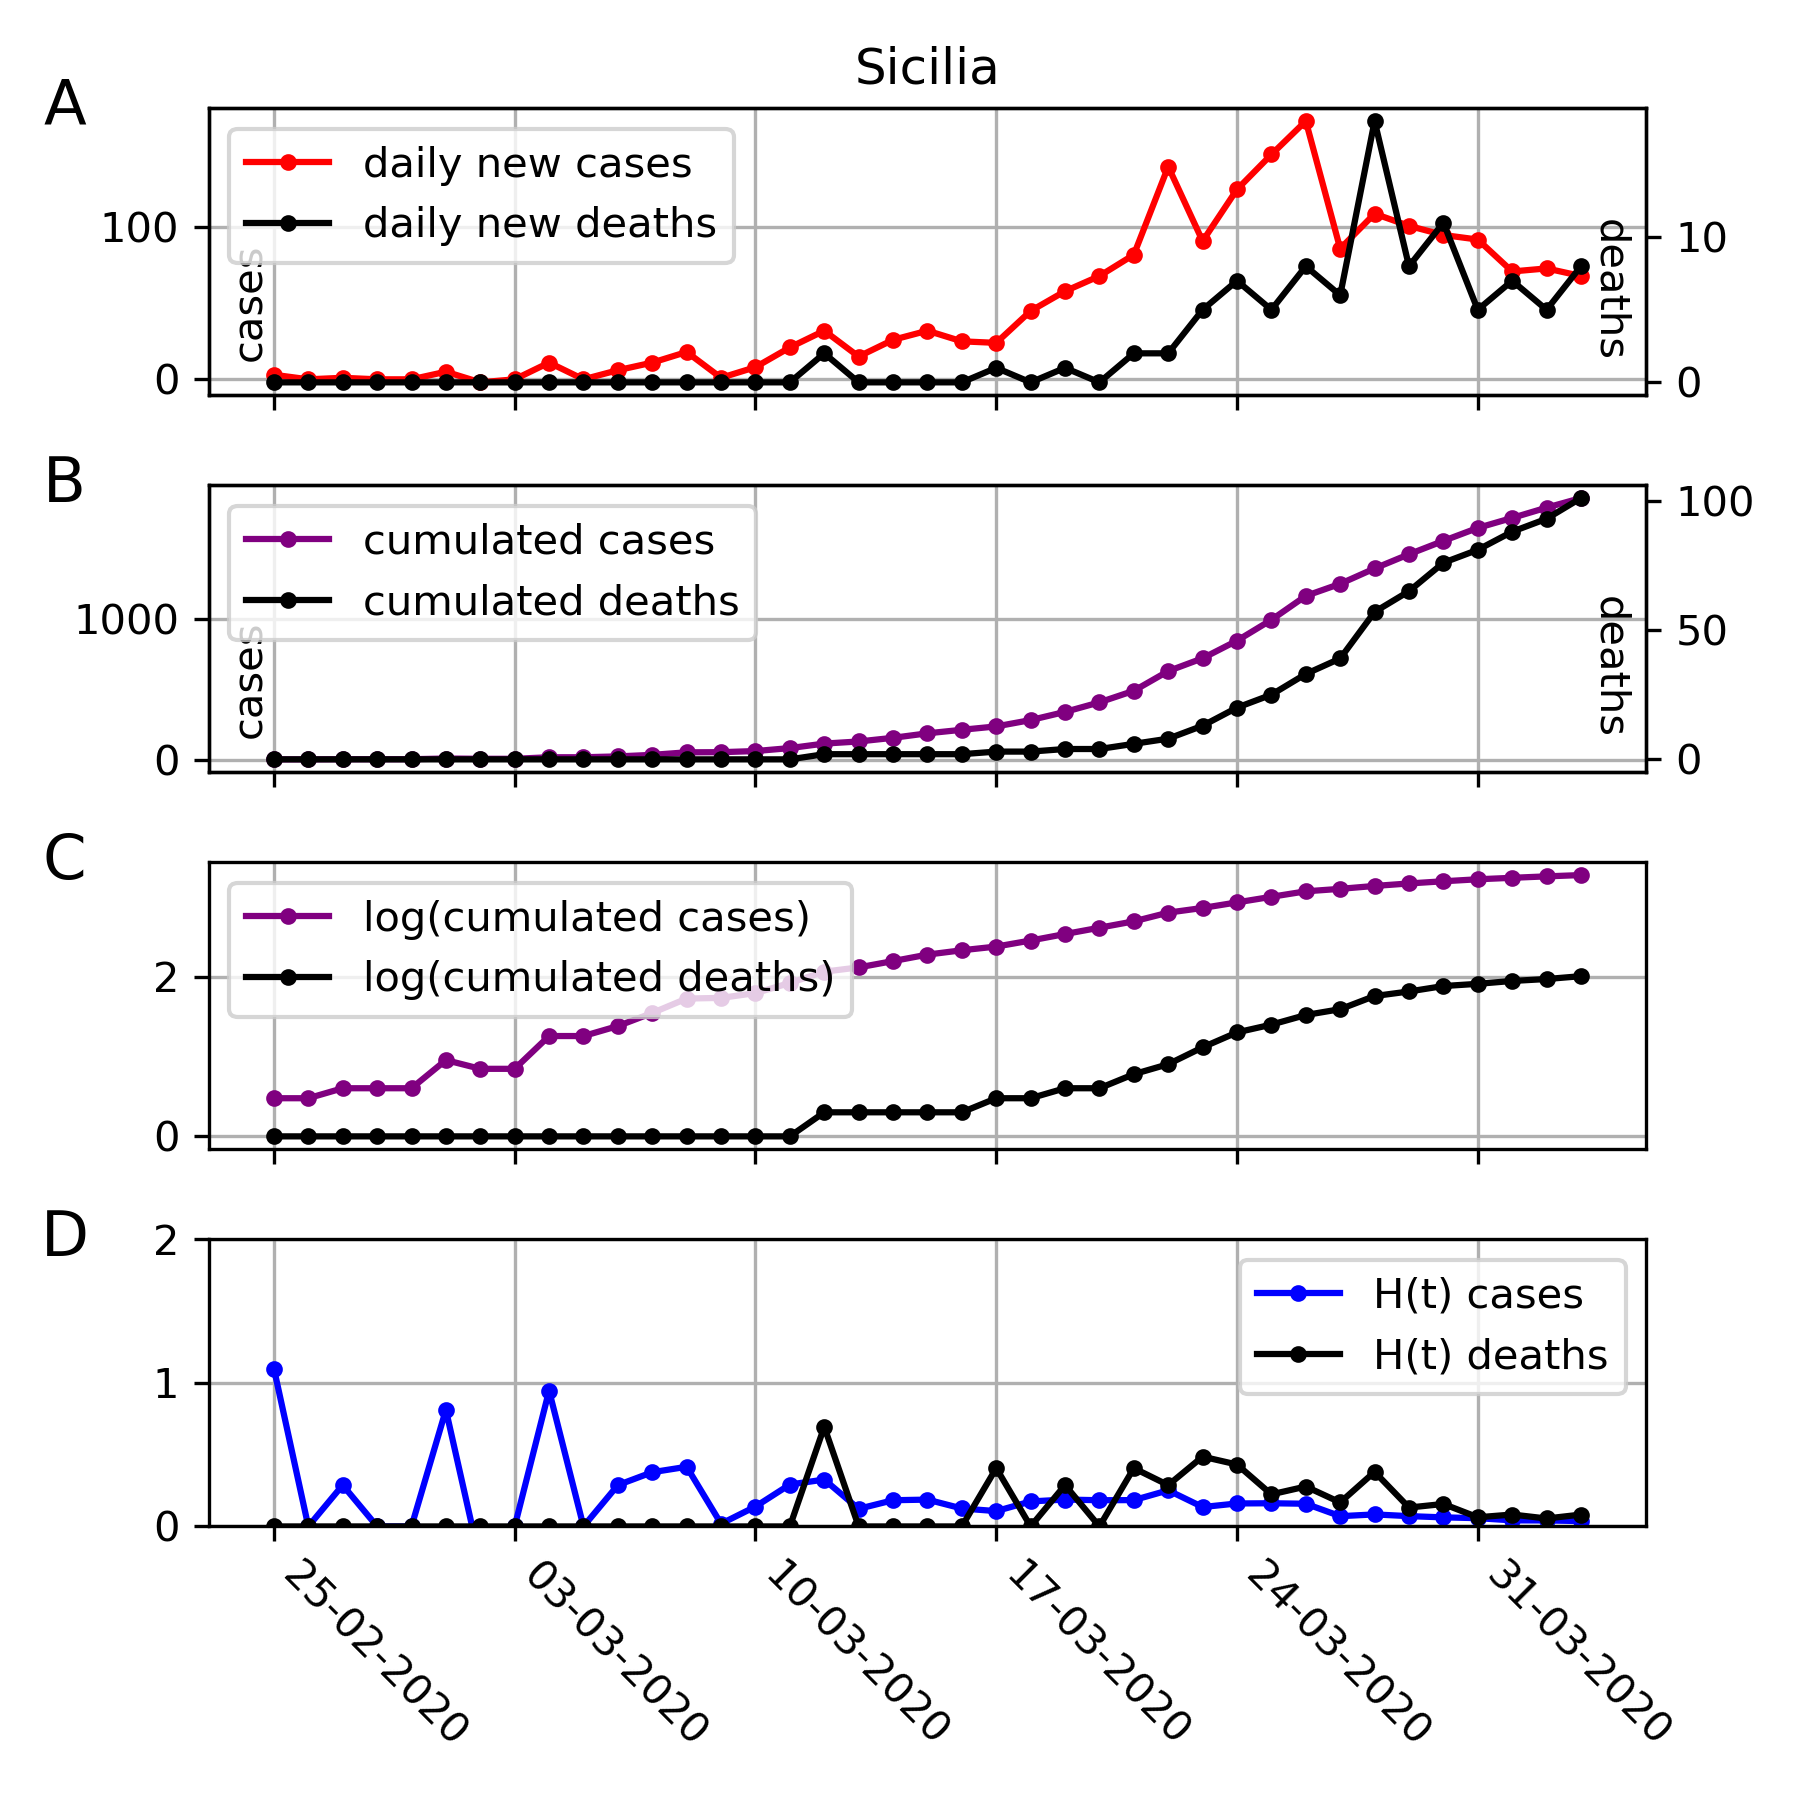 Sicilia
A
daily new cases
daily new deaths
100
0
cases
10
0
deaths
B
cumulated cases
cumulated deaths
1000
0
cases
100
50
0
deaths
C
log(cumulated cases)
log(cumulated deaths)
2
0
D
2
1
0
H(t) cases
H(t) deaths
25-02-2020
03-03-2020
10-03-2020
17-03-2020
24-03-2020
31-03-2020